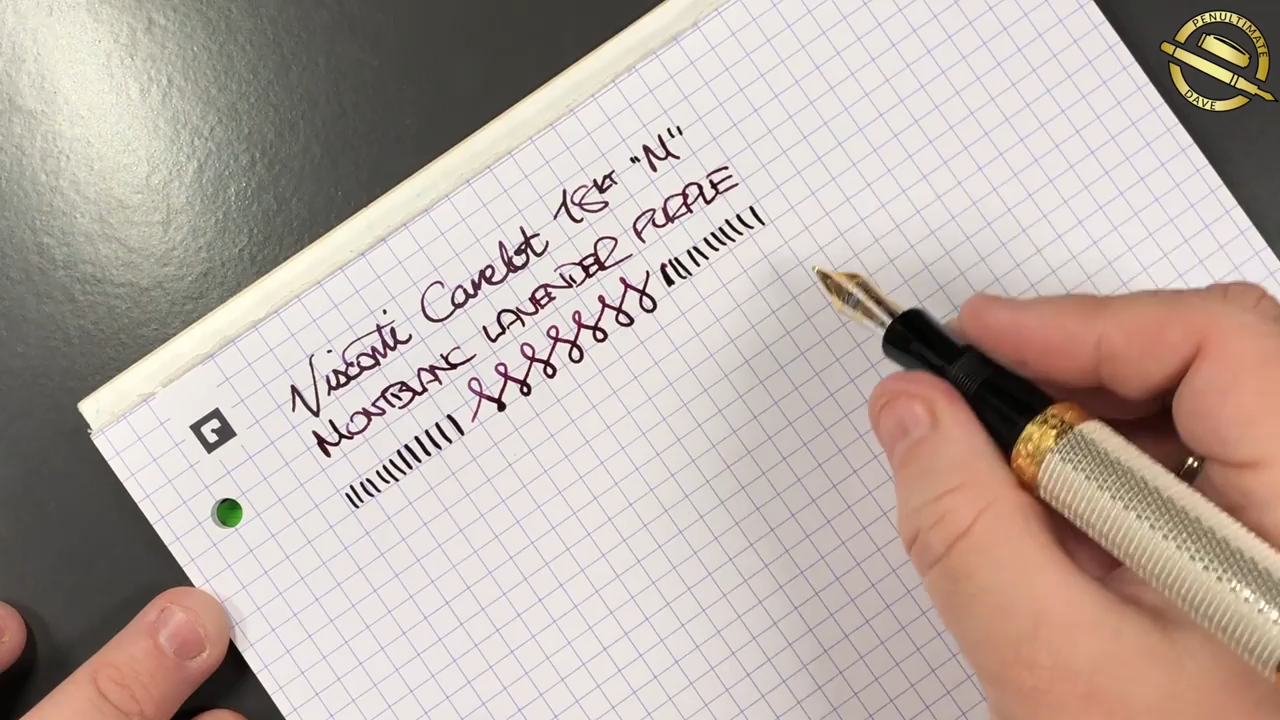 Visconti Camelot 18kt "M"
MONTBLANC LAVENDER PURPLE
PENULTIMATE
DAVE